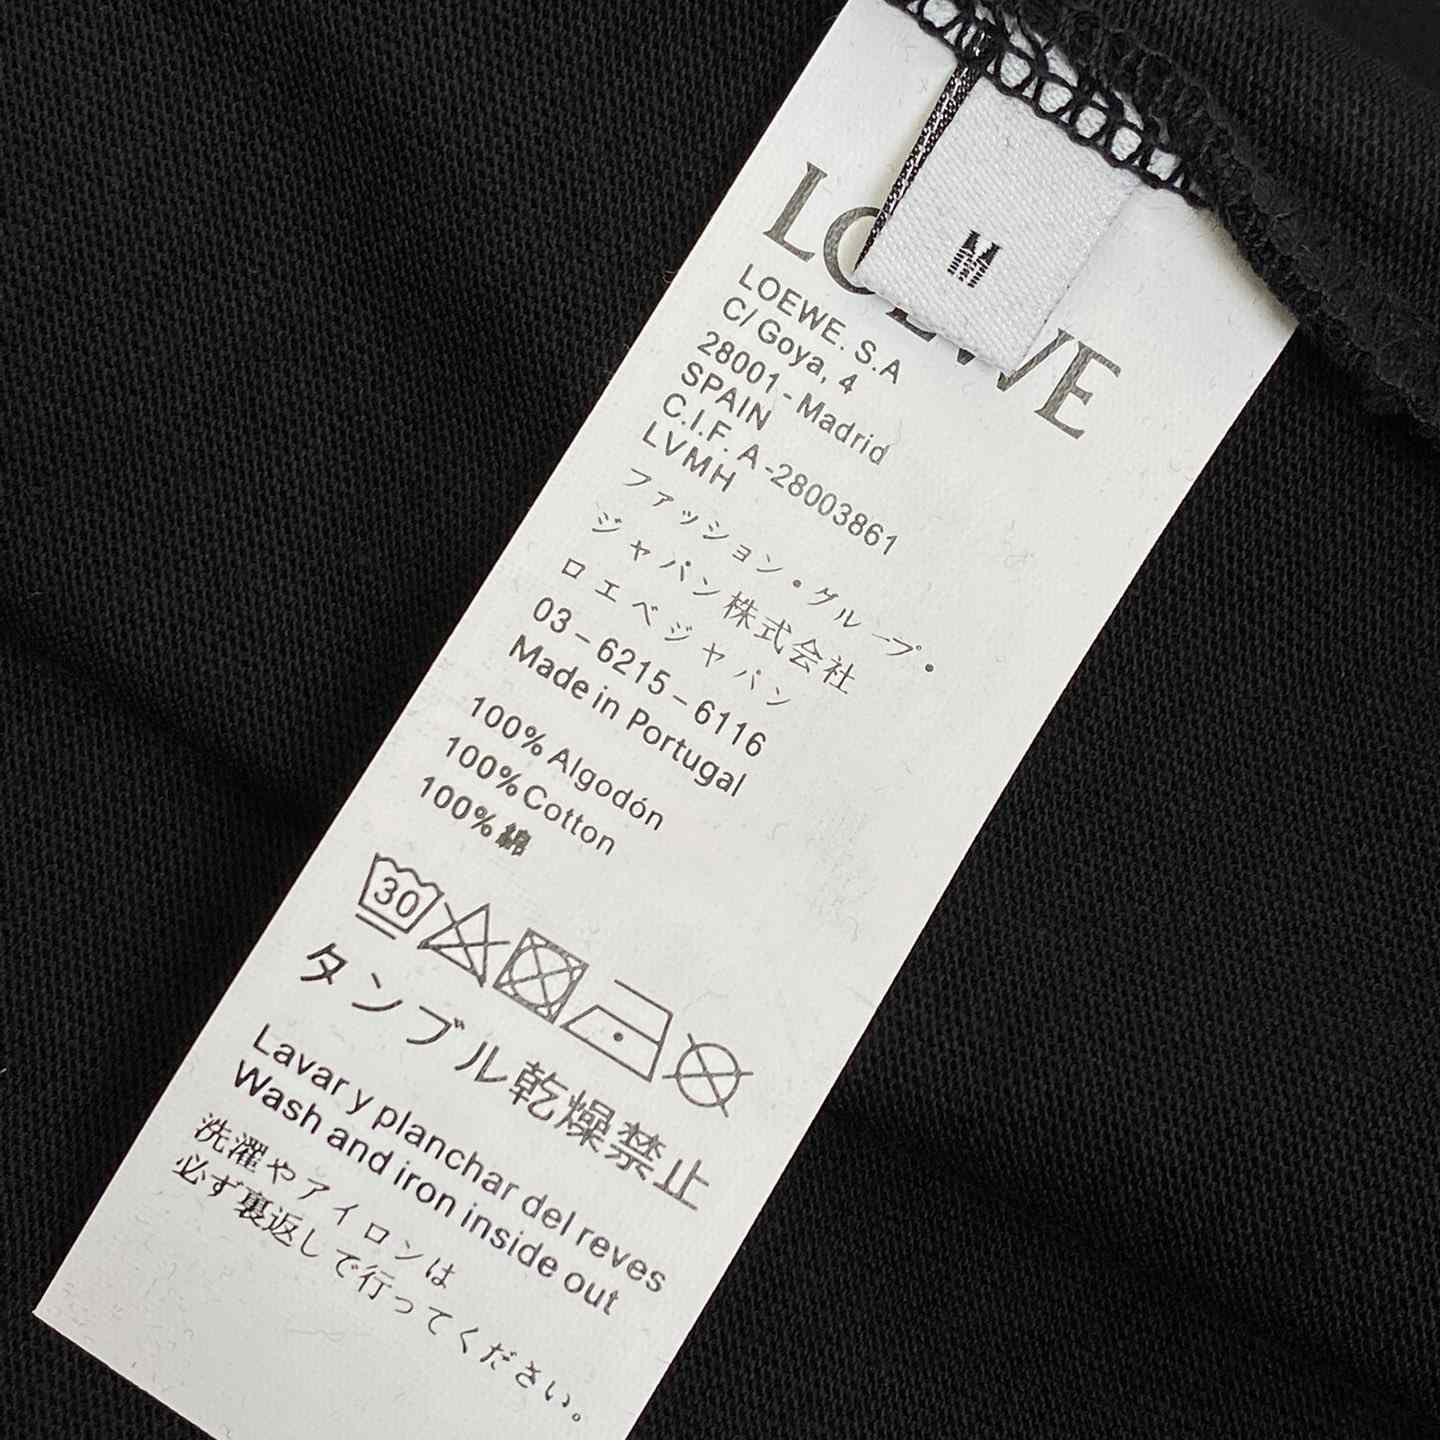 M
LOEWE
LOEWE. S.A
C/ Goya, 4
28001 - Madrid
SPAIN
C.I.F. A -28003861
LVMH
ファッション・グループ・
ジャパン株式会社
ロエベジャパン
03 - 6215 - 6116
Made in Portugal
100% Algodón
100% Cotton
100% 綿
30
タンブル乾燥禁止
Lavar y planchar del reves
Wash and iron inside out
洗濯やアイロンは
必ず裏返しで行ってください。